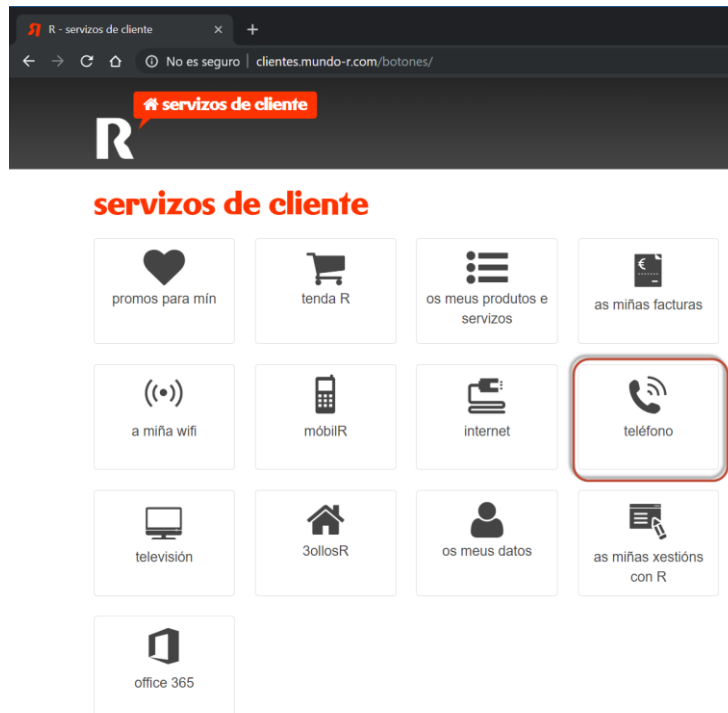 R - servizos de cliente
No es seguro | clientes.mundo-r.com/botones/
servizos de cliente
R
servizos de cliente
promos para mín
tenda R
os meus produtos e
servizos
as miñas facturas
a miña wifi
móbilR
internet
teléfono
televisión
3ollosR
os meus datos
as miñas xestións
con R
office 365